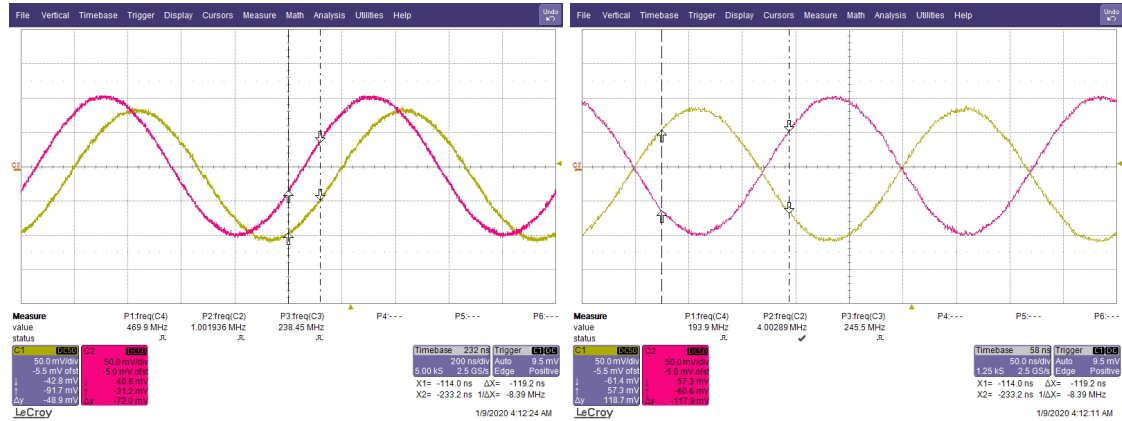 File Vertical Timebase Trigger Display Cursors Measure Math Analysis Utilities Help Undo
C2
Measure P1:freq(C4) P2:freq(C2) P3:freq(C3) P4:--- P5:--- P6:---
value 469.9 MHz 1.001936 MHz 238.45 MHz
status
C1 DC50 C2 DC50 Timebase 232 ns Trigger C1 DC
50.0 mV/div 50.0 mV/div 200 ns/div Auto 9.5 mV
-5.5 mV ofst -5.0 mV ofst 5.00 kS 2.5 GS/s Edge Positive
↓ -42.8 mV 40.8 mV X1= -114.0 ns ΔX= -119.2 ns
↑ -91.7 mV -31.2 mV X2= -233.2 ns 1/ΔX= -8.39 MHz
Δy -48.9 mV Δy -72.0 mV
LeCroy 1/9/2020 4:12:24 AM
File Vertical Timebase Trigger Display Cursors Measure Math Analysis Utilities Help Undo
C2
Measure P1:freq(C4) P2:freq(C2) P3:freq(C3) P4:--- P5:--- P6:---
value 193.9 MHz 4.00289 MHz 245.5 MHz
status
C1 DC50 C2 DC50 Timebase 58 ns Trigger C1 DC
50.0 mV/div 50.0 mV/div 50.0 ns/div Auto 9.5 mV
-5.5 mV ofst -5.0 mV ofst 1.25 kS 2.5 GS/s Edge Positive
↓ -61.4 mV 57.3 mV X1= -114.0 ns ΔX= -119.2 ns
↑ 57.3 mV -60.6 mV X2= -233.2 ns 1/ΔX= -8.39 MHz
Δy 118.7 mV Δy -117.9 mV
LeCroy 1/9/2020 4:12:11 AM